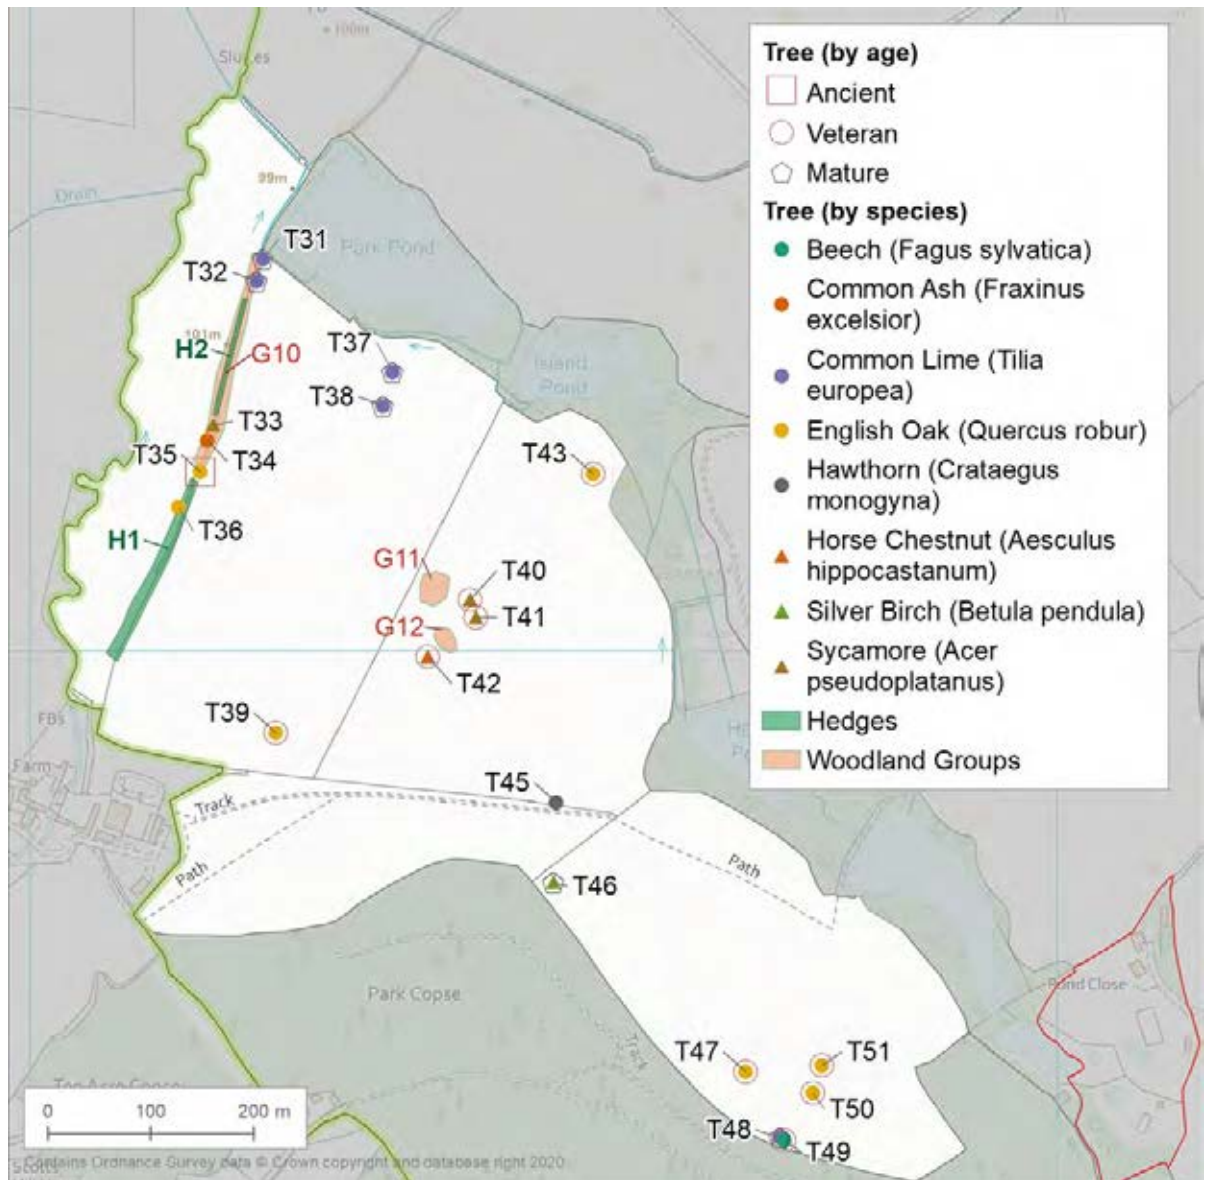 100m
Drain
99m
Park Pond
T31
T32
101m
H2
G10
T37
T38
Island
Pond
T33
T34
T35
T36
H1
T43
G11
T40
T41
G12
T42
T39
FBs
Farm
T45
Track
Path
Path
T46
Park Copse
Track
Pond Close
T47
T51
T50
T48
T49
0 100 200 m
Contains Ordnance Survey data © Crown copyright and database right 2020
Tree (by age)
Ancient
Veteran
Mature
Tree (by species)
Beech (Fagus sylvatica)
Common Ash (Fraxinus
excelsior)
Common Lime (Tilia
europea)
English Oak (Quercus robur)
Hawthorn (Crataegus
monogyna)
Horse Chestnut (Aesculus
hippocastanum)
Silver Birch (Betula pendula)
Sycamore (Acer
pseudoplatanus)
Hedges
Woodland Groups